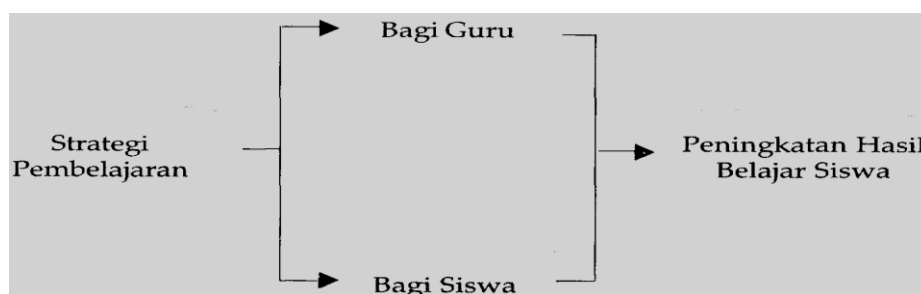 Bagi Guru
Strategi
Pembelajaran
Peningkatan Hasil
Belajar Siswa
Bagi Siswa